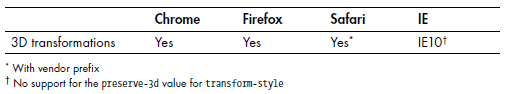 Chrome Firefox Safari IE
3D transformations Yes Yes Yes* IE10†
* With vendor prefix
† No support for the preserve-3d value for transform-style